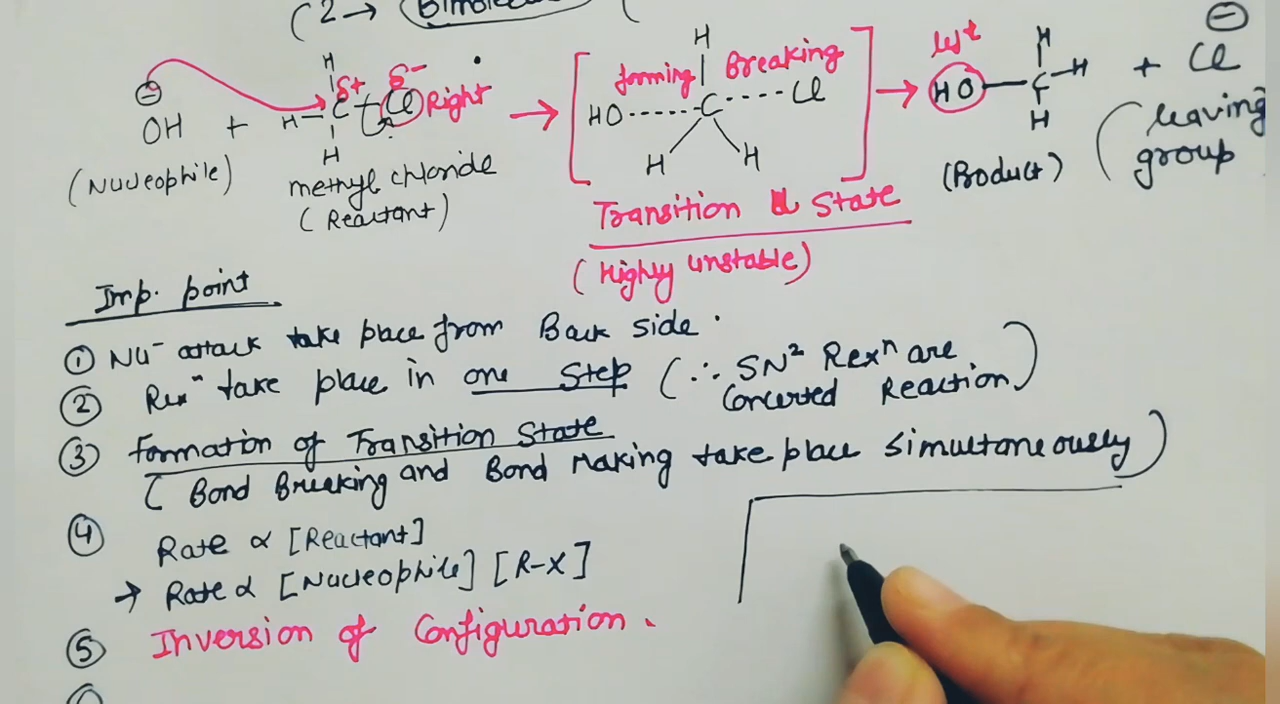 ( 2 → Bimolecu (
⊖ OH + H-C-Cl H H δ+ δ- Right → [ HO------C----Cl H H H forming Breaking ] → HO-C-H H H left + Cl ⊖
(Nucleophile) methyl chloride (Product) ( leaving
( Reactant) group
Transition State
(Highly unstable)
Imp. point
① Nu- attack take place from Back side.
② Rexⁿ take place in one Step (∴ SN² Rexⁿ are
Concerted Reaction)
③ formation of Transition State
( Bond Breaking and Bond Making take place simultaneously)
④ Rate ∝ [Reactant]
→ Rate ∝ [Nucleophile] [R-X]
⑤ Inversion of Configuration.